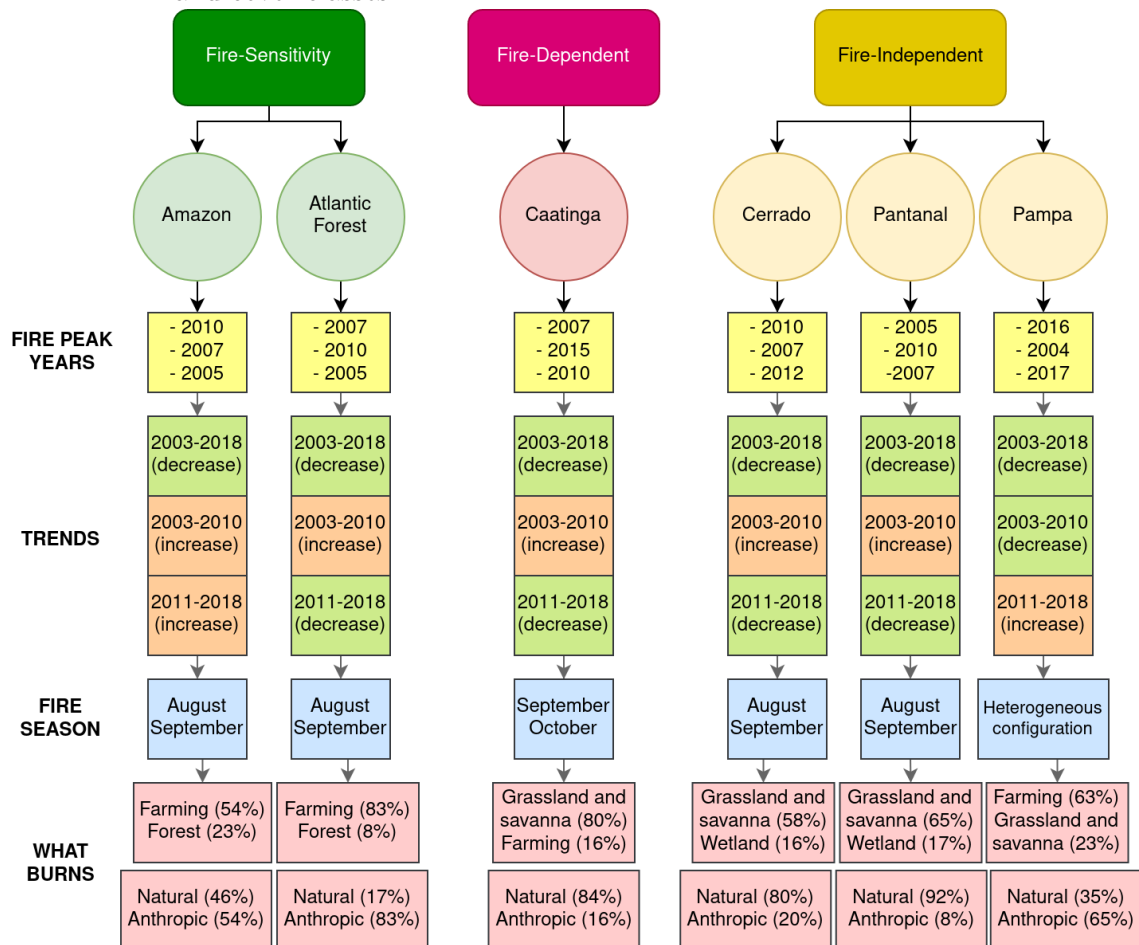 Fire-Sensitivity
Fire-Dependent
Fire-Independent
Amazon
Atlantic
Forest
Caatinga
Cerrado
Pantanal
Pampa
FIRE PEAK
YEARS
- 2010
- 2007
- 2005
- 2007
- 2010
- 2005
- 2007
- 2015
- 2010
- 2010
- 2007
- 2012
- 2005
- 2010
-2007
- 2016
- 2004
- 2017
TRENDS
2003-2018
(decrease)
2003-2010
(increase)
2011-2018
(increase)
2003-2018
(decrease)
2003-2010
(increase)
2011-2018
(decrease)
2003-2018
(decrease)
2003-2010
(increase)
2011-2018
(decrease)
2003-2018
(decrease)
2003-2010
(increase)
2011-2018
(decrease)
2003-2018
(decrease)
2003-2010
(increase)
2011-2018
(decrease)
2003-2018
(decrease)
2003-2010
(decrease)
2011-2018
(increase)
FIRE
SEASON
August
September
August
September
September
October
August
September
August
September
Heterogeneous
configuration
WHAT
BURNS
Farming (54%)
Forest (23%)
Farming (83%)
Forest (8%)
Grassland and
savanna (80%)
Farming (16%)
Grassland and
savanna (58%)
Wetland (16%)
Grassland and
savanna (65%)
Wetland (17%)
Farming (63%)
Grassland and
savanna (23%)
Natural (46%)
Anthropic (54%)
Natural (17%)
Anthropic (83%)
Natural (84%)
Anthropic (16%)
Natural (80%)
Anthropic (20%)
Natural (92%)
Anthropic (8%)
Natural (35%)
Anthropic (65%)